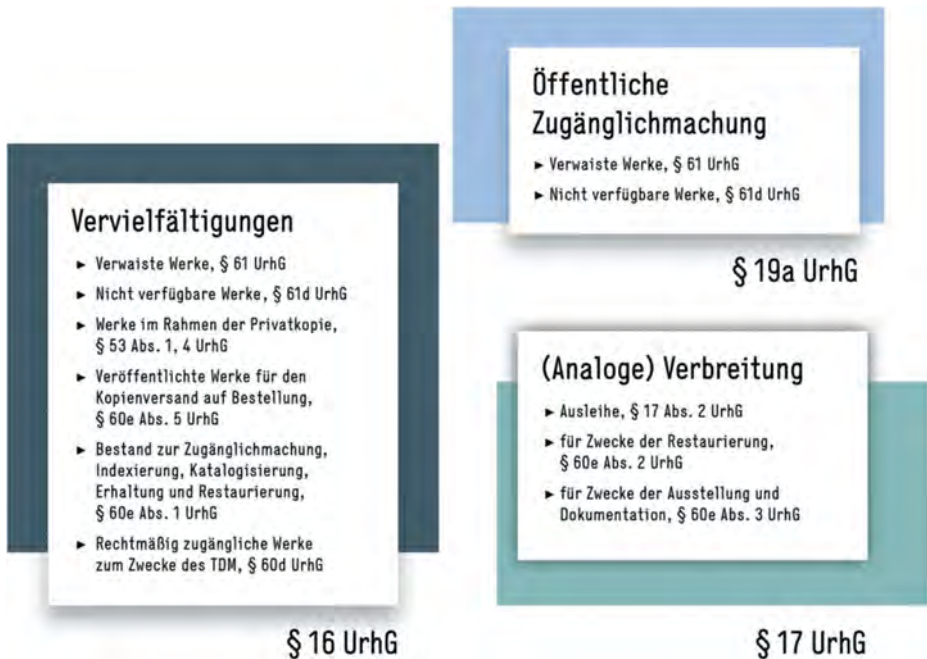 Vervielfältigungen
► Verwaiste Werke, § 61 UrhG
► Nicht verfügbare Werke, § 61d UrhG
► Werke im Rahmen der Privatkopie,
§ 53 Abs. 1, 4 UrhG
► Veröffentlichte Werke für den
Kopienversand auf Bestellung,
§ 60e Abs. 5 UrhG
► Bestand zur Zugänglichmachung,
Indexierung, Katalogisierung,
Erhaltung und Restaurierung,
§ 60e Abs. 1 UrhG
► Rechtmäßig zugängliche Werke
zum Zwecke des TDM, § 60d UrhG
§ 16 UrhG
Öffentliche
Zugänglichmachung
► Verwaiste Werke, § 61 UrhG
► Nicht verfügbare Werke, § 61d UrhG
§ 19a UrhG
(Analoge) Verbreitung
► Ausleihe, § 17 Abs. 2 UrhG
► für Zwecke der Restaurierung,
§ 60e Abs. 2 UrhG
► für Zwecke der Ausstellung und
Dokumentation, § 60e Abs. 3 UrhG
§ 17 UrhG